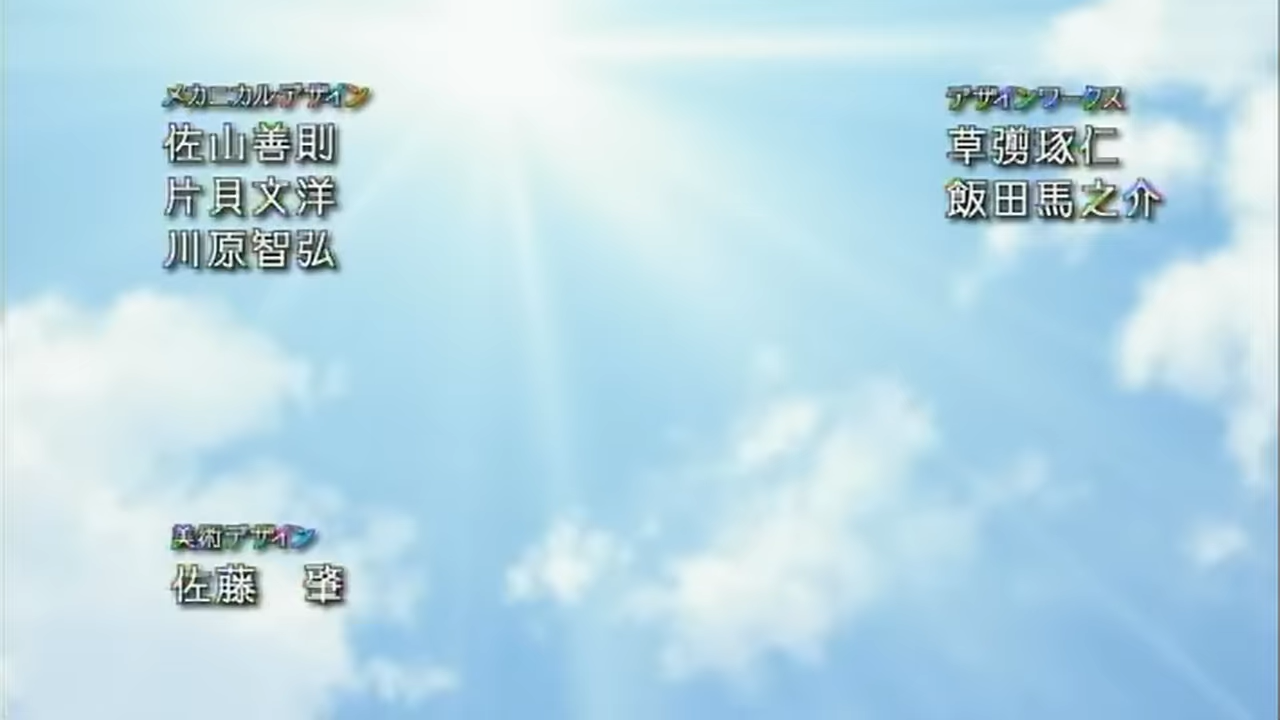 メカニカルデザイン
佐山善則
片貝文洋
川原智弘
デザインワークス
草彅琢仁
飯田馬之介
美術デザイン
佐藤　肇